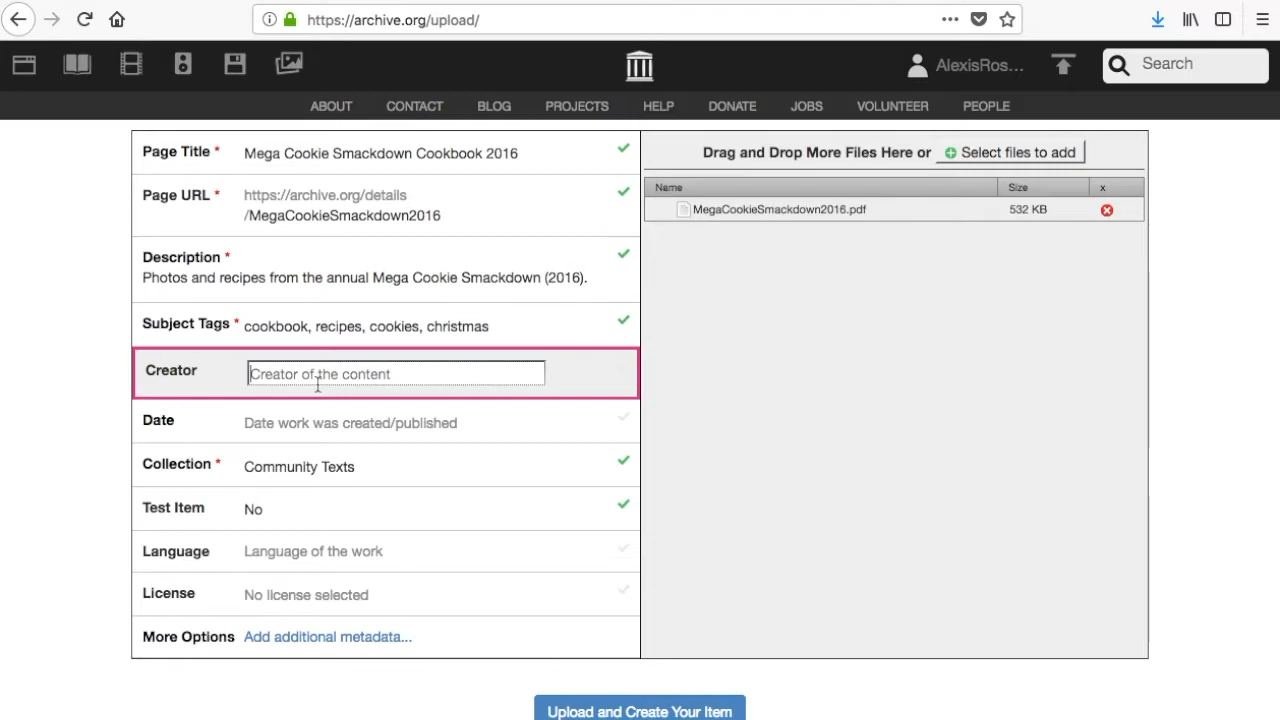 https://archive.org/upload/
AlexisRos...
Search
ABOUT CONTACT BLOG PROJECTS HELP DONATE JOBS VOLUNTEER PEOPLE
Page Title * Mega Cookie Smackdown Cookbook 2016
Page URL * https://archive.org/details
/MegaCookieSmackdown2016
Description *
Photos and recipes from the annual Mega Cookie Smackdown (2016).
Subject Tags * cookbook, recipes, cookies, christmas
Creator Creator of the content
Date Date work was created/published
Collection * Community Texts
Test Item No
Language Language of the work
License No license selected
More Options Add additional metadata...
Drag and Drop More Files Here or Select files to add
Name Size x
MegaCookieSmackdown2016.pdf 532 KB
Upload and Create Your Item